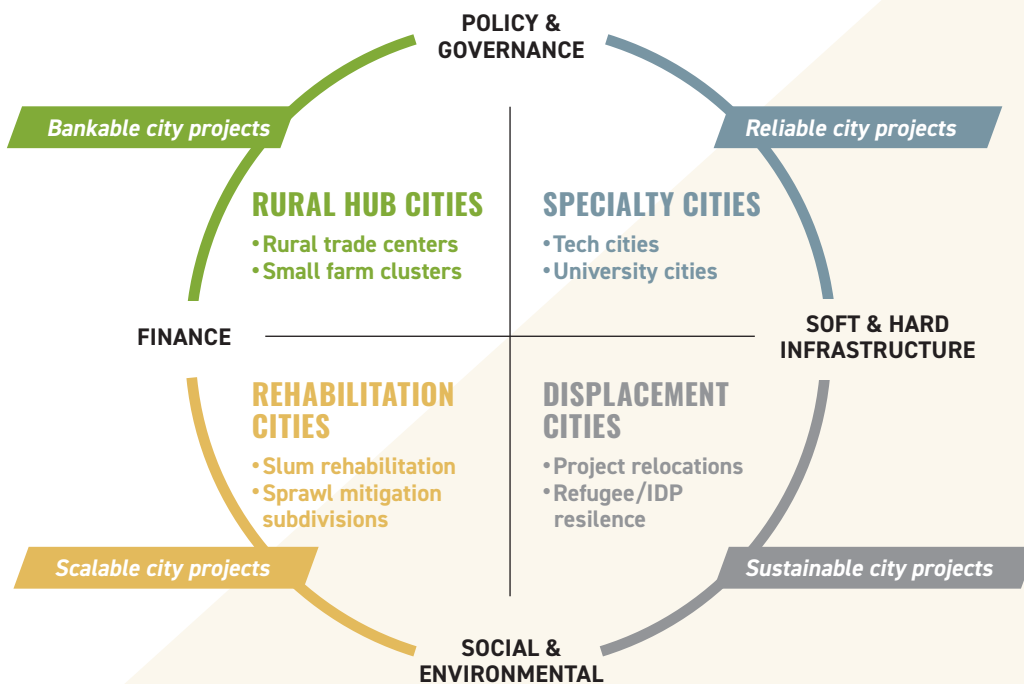 POLICY &
GOVERNANCE
Bankable city projects
Reliable city projects
RURAL HUB CITIES
•Rural trade centers
•Small farm clusters
SPECIALTY CITIES
•Tech cities
•University cities
FINANCE
SOFT & HARD
INFRASTRUCTURE
REHABILITATION
CITIES
•Slum rehabilitation
•Sprawl mitigation
subdivisions
DISPLACEMENT
CITIES
•Project relocations
•Refugee/IDP
resilence
Scalable city projects
Sustainable city projects
SOCIAL &
ENVIRONMENTAL